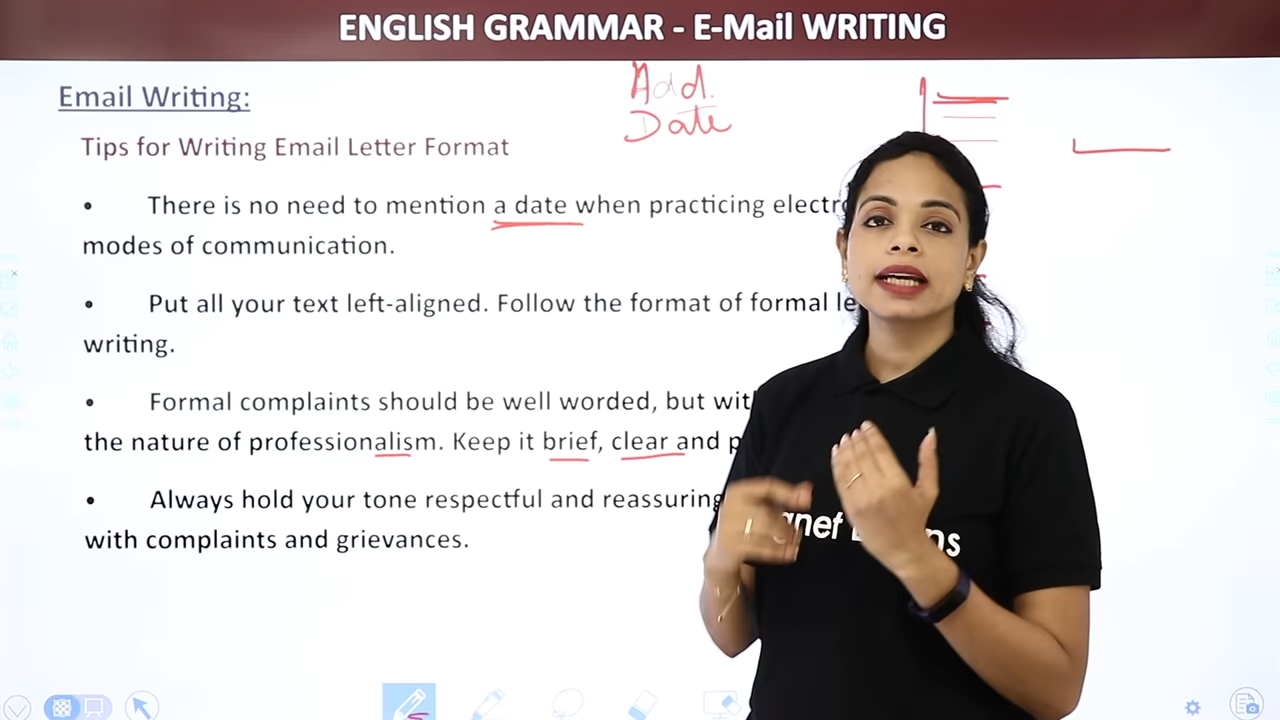 ENGLISH GRAMMAR - E-Mail WRITING
Add.
Date
Email Writing:
Tips for Writing Email Letter Format
• There is no need to mention a date when practicing
modes of communication.
• Put all your text left-aligned. Follow the format of formal
writing.
• Formal complaints should be well worded, but
the nature of professionalism. Keep it brief, clear and
• Always hold your tone respectful and reassuring
with complaints and grievances.